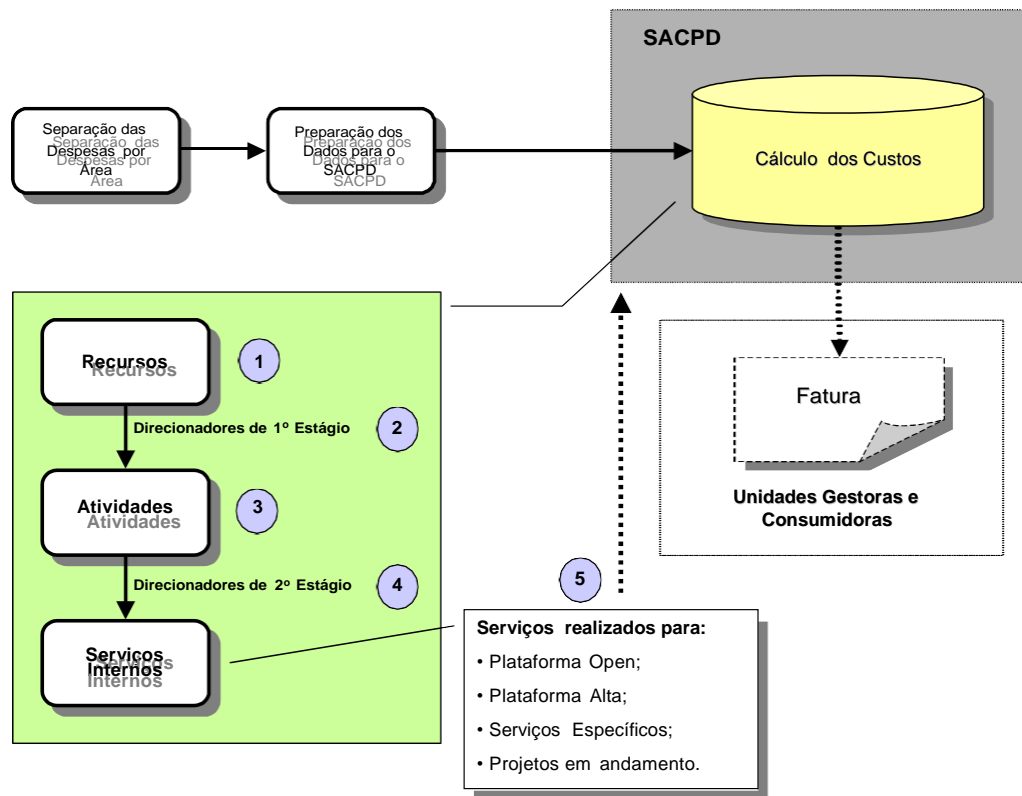 SACPD
Separação das
Despesas por
Área
Preparação dos
Dados para o
SACPD
Cálculo dos Custos
Recursos
1
Direcionadores de 1º Estágio
2
Atividades
3
Direcionadores de 2º Estágio
4
Serviços
Internos
5
Serviços realizados para:
• Plataforma Open;
• Plataforma Alta;
• Serviços Específicos;
• Projetos em andamento.
Fatura
Unidades Gestoras e
Consumidoras